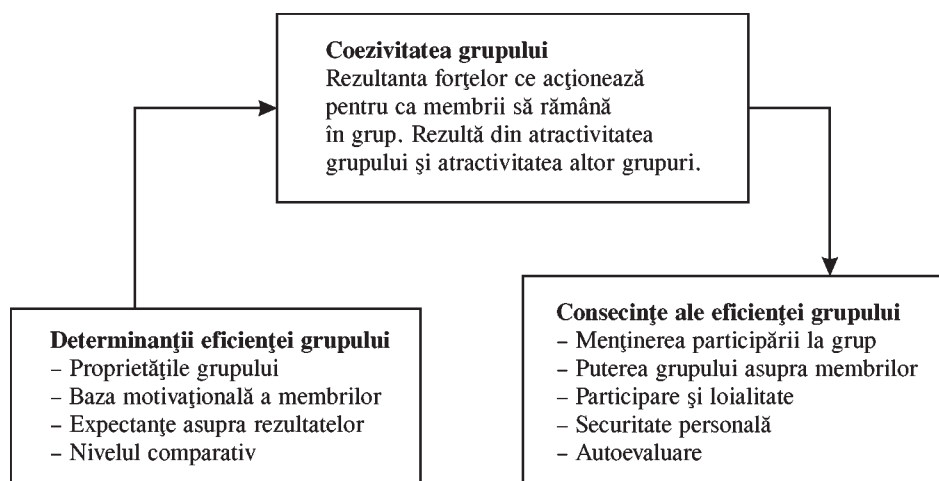 Coezivitatea grupului
Rezultanta forţelor ce acţionează
pentru ca membrii să rămână
în grup. Rezultă din atractivitatea
grupului şi atractivitatea altor grupuri.
Determinanţii eficienţei grupului
– Proprietăţile grupului
– Baza motivaţională a membrilor
– Expectanţe asupra rezultatelor
– Nivelul comparativ
Consecinţe ale eficienţei grupului
– Menţinerea participării la grup
– Puterea grupului asupra membrilor
– Participare şi loialitate
– Securitate personală
– Autoevaluare